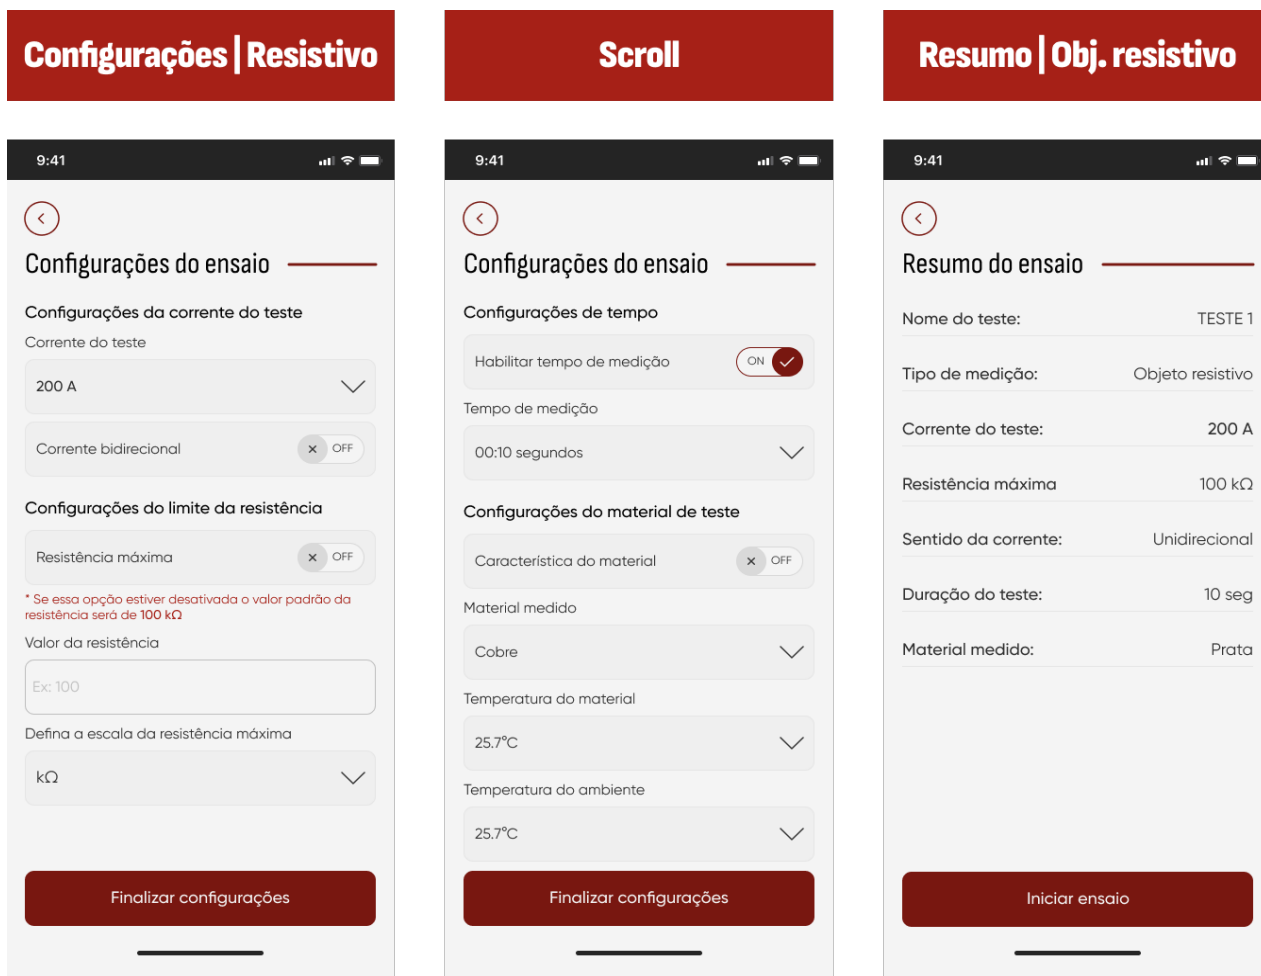 Configurações | Resistivo
9:41
Configurações do ensaio
Configurações da corrente do teste
Corrente do teste
200 A
Corrente bidirecional
OFF
Configurações do limite da resistência
Resistência máxima
OFF
* Se essa opção estiver desativada o valor padrão da
resistência será de 100 kΩ
Valor da resistência
Ex: 100
Defina a escala da resistência máxima
kΩ
Finalizar configurações
Scroll
9:41
Configurações do ensaio
Configurações de tempo
Habilitar tempo de medição
ON
Tempo de medição
00:10 segundos
Configurações do material de teste
Característica do material
OFF
Material medido
Cobre
Temperatura do material
25.7°C
Temperatura do ambiente
25.7°C
Finalizar configurações
Resumo | Obj. resistivo
9:41
Resumo do ensaio
Nome do teste: TESTE 1
Tipo de medição: Objeto resistivo
Corrente do teste: 200 A
Resistência máxima 100 kΩ
Sentido da corrente: Unidirecional
Duração do teste: 10 seg
Material medido: Prata
Iniciar ensaio